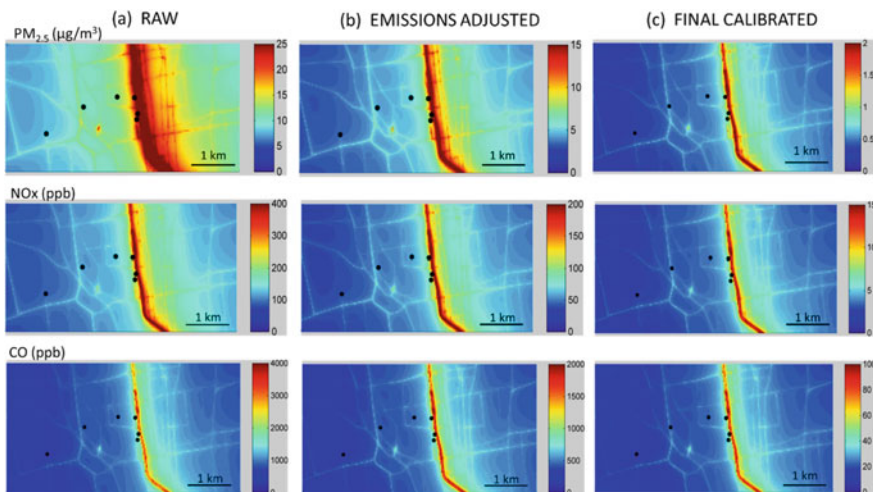 (a) RAW
(b) EMISSIONS ADJUSTED
(c) FINAL CALIBRATED
PM2.5 (µg/m³)
25
20
15
10
5
0
1 km
15
10
5
0
1 km
2
1
0
1 km
NOx (ppb)
400
300
200
100
0
1 km
200
150
100
50
0
1 km
15
0
1 km
CO (ppb)
4000
3000
2000
1000
0
1 km
2000
1500
1000
500
0
1 km
80
60
40
20
0
1 km